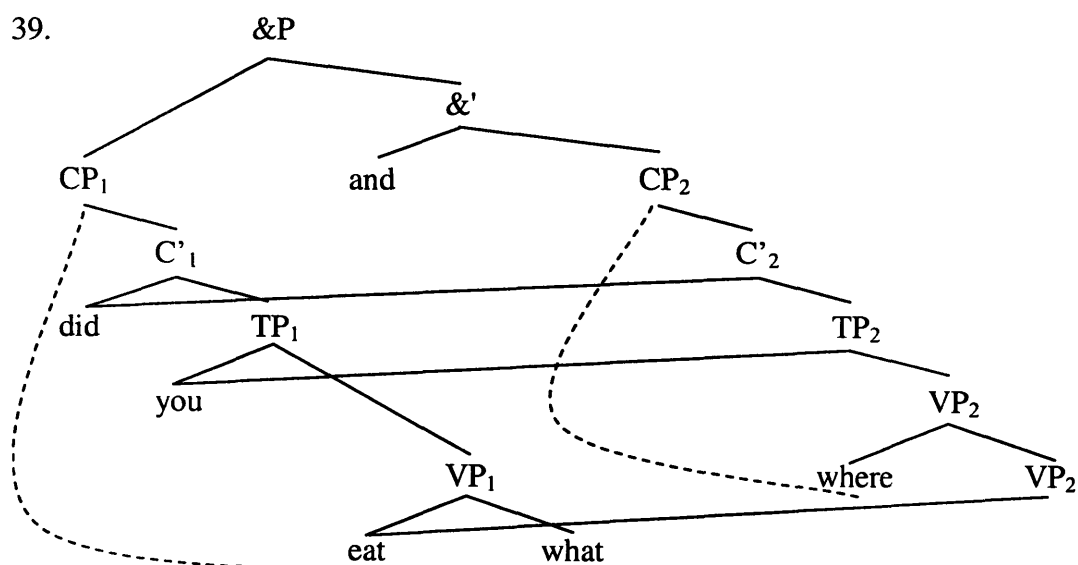 39. &P
&'
CP₁ and CP₂
C’₁ C’₂
did TP₁ TP₂
you VP₂
VP₁ where VP₂
eat what